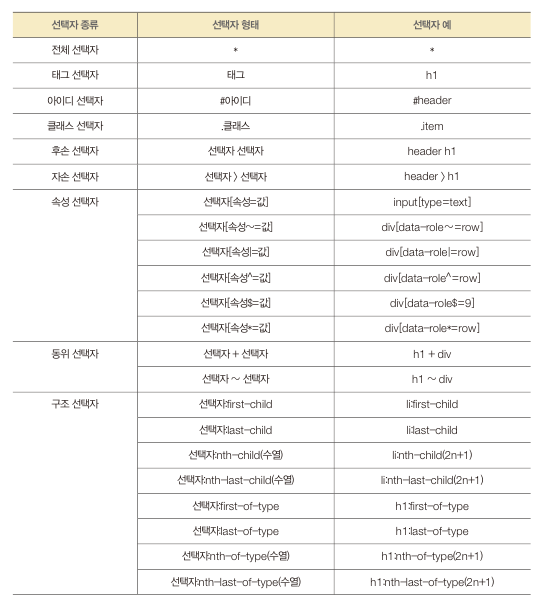 선택자 종류 선택자 형태 선택자 예
전체 선택자 * *
태그 선택자 태그 h1
아이디 선택자 #아이디 #header
클래스 선택자 .클래스 .item
후손 선택자 선택자 선택자 header h1
자손 선택자 선택자 > 선택자 header > h1
속성 선택자 선택자[속성=값] input[type=text]
선택자[속성~=값] div[data-role~=row]
선택자[속성|=값] div[data-role|=row]
선택자[속성^=값] div[data-role^=row]
선택자[속성$=값] div[data-role$=9]
선택자[속성*=값] div[data-role*=row]
동위 선택자 선택자 + 선택자 h1 + div
선택자 ~ 선택자 h1 ~ div
구조 선택자 선택자:first-child li:first-child
선택자:last-child li:last-child
선택자:nth-child(수열) li:nth-child(2n+1)
선택자:nth-last-child(수열) li:nth-last-child(2n+1)
선택자:first-of-type h1:first-of-type
선택자:last-of-type h1:last-of-type
선택자:nth-of-type(수열) h1:nth-of-type(2n+1)
선택자:nth-last-of-type(수열) h1:nth-last-of-type(2n+1)